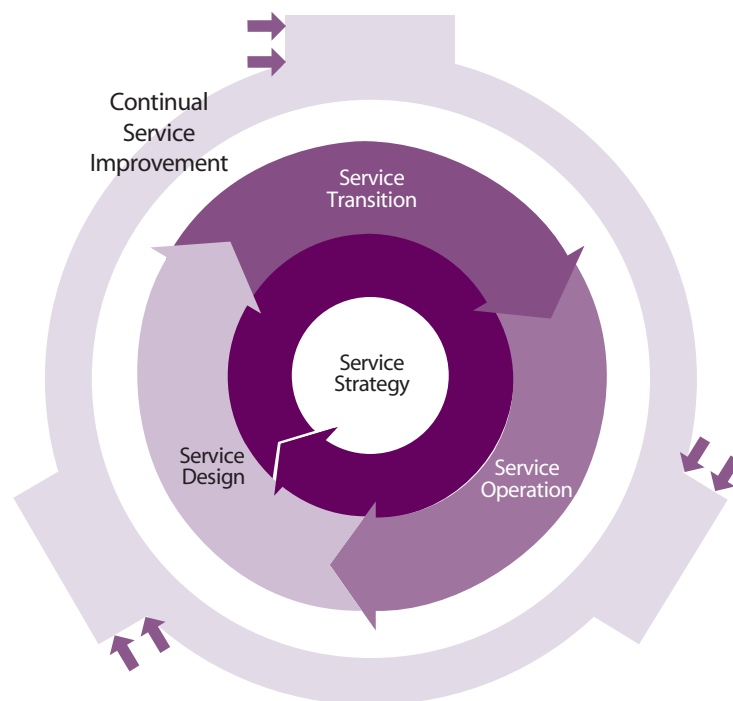 Continual
Service
Improvement
Service
Transition
Service
Strategy
Service
Design
Service
Operation